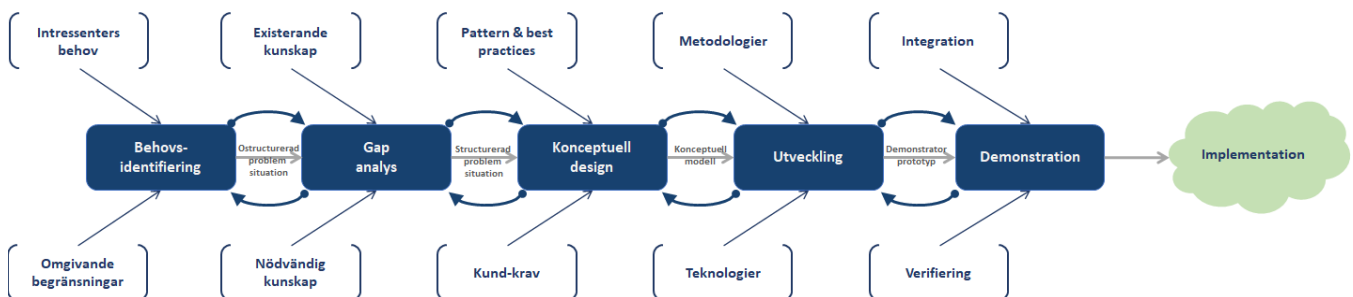 Intressenters
behov
Existerande
kunskap
Pattern & best
practices
Metodologier
Integration
Behovs-
identifiering
Ostructurerad
problem
situation
Gap
analys
Structurerad
problem
situation
Konceptuell
design
Konceptuell
modell
Utveckling
Demonstrator
prototyp
Demonstration
Implementation
Omgivande
begränsningar
Nödvändig
kunskap
Kund-krav
Teknologier
Verifiering